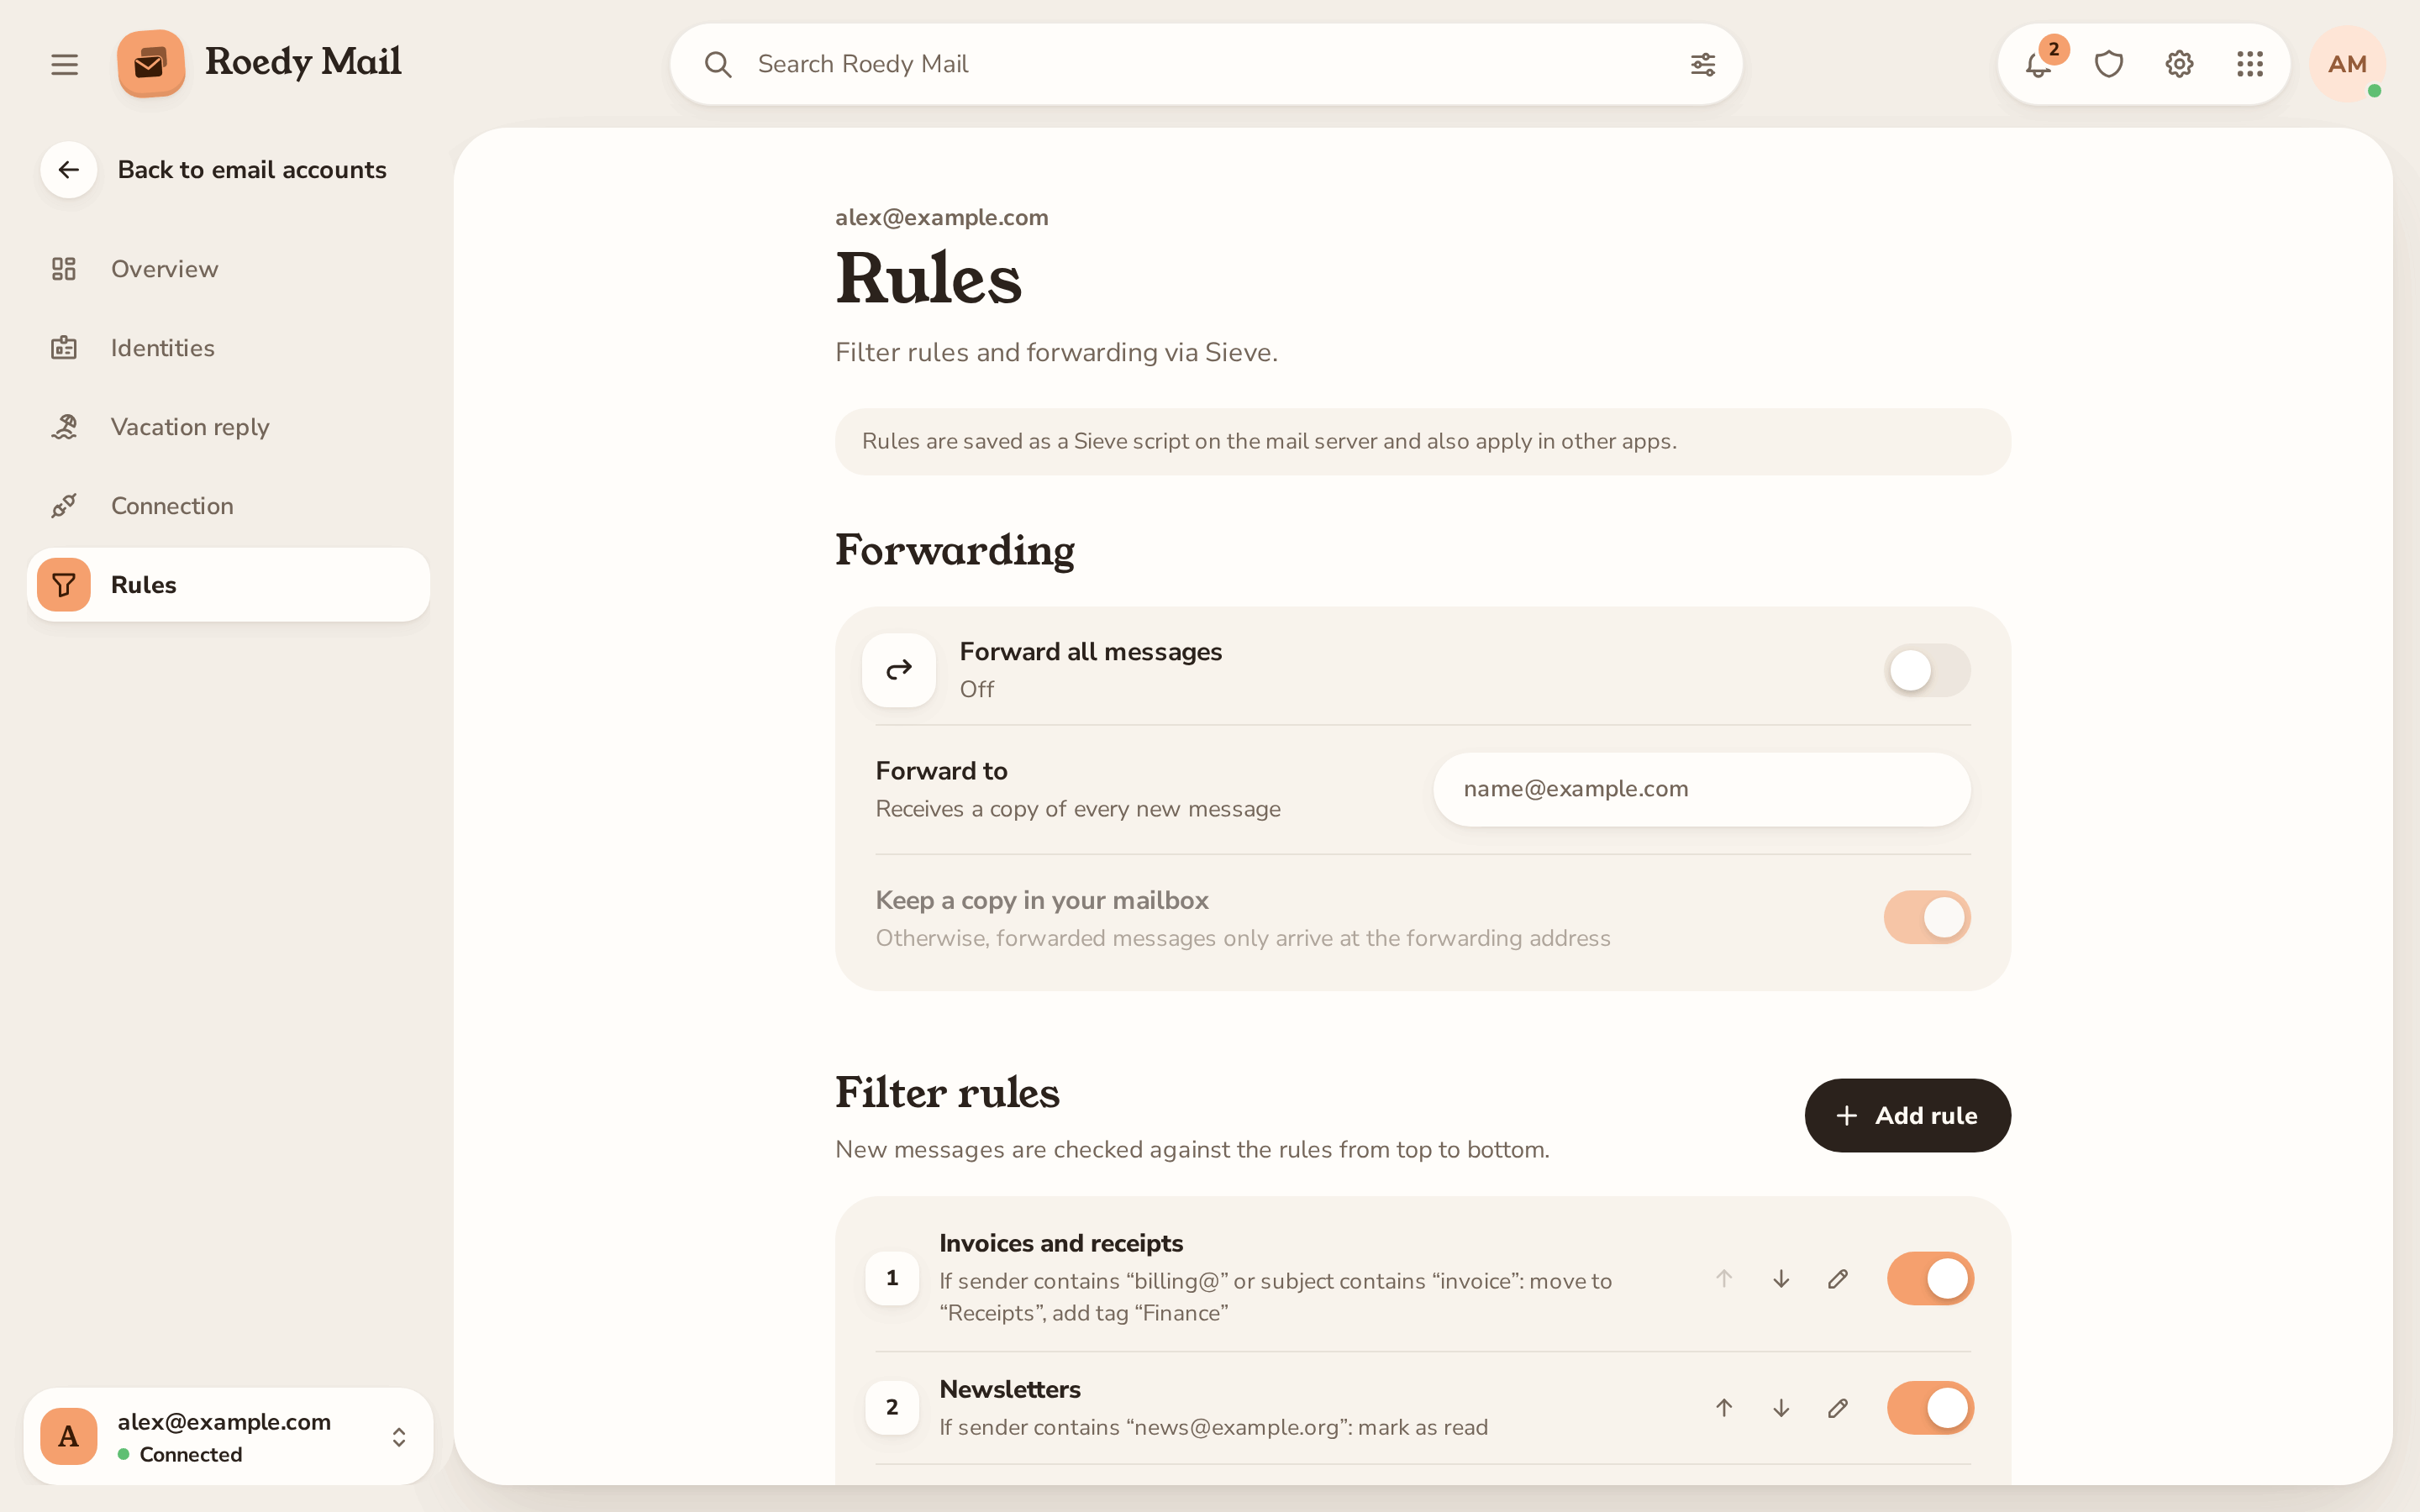 Roedy Mail
Search Roedy Mail
2
AM
Back to email accounts
Overview
Identities
Vacation reply
Connection
Rules
alex@example.com
Rules
Filter rules and forwarding via Sieve.
Rules are saved as a Sieve script on the mail server and also apply in other apps.
Forwarding
Forward all messages
Off
Forward to
Receives a copy of every new message
name@example.com
Keep a copy in your mailbox
Otherwise, forwarded messages only arrive at the forwarding address
Filter rules
New messages are checked against the rules from top to bottom.
Add rule
1
Invoices and receipts
If sender contains “billing@” or subject contains “invoice”: move to
“Receipts”, add tag “Finance”
2
Newsletters
If sender contains “news@example.org”: mark as read
A
alex@example.com
Connected